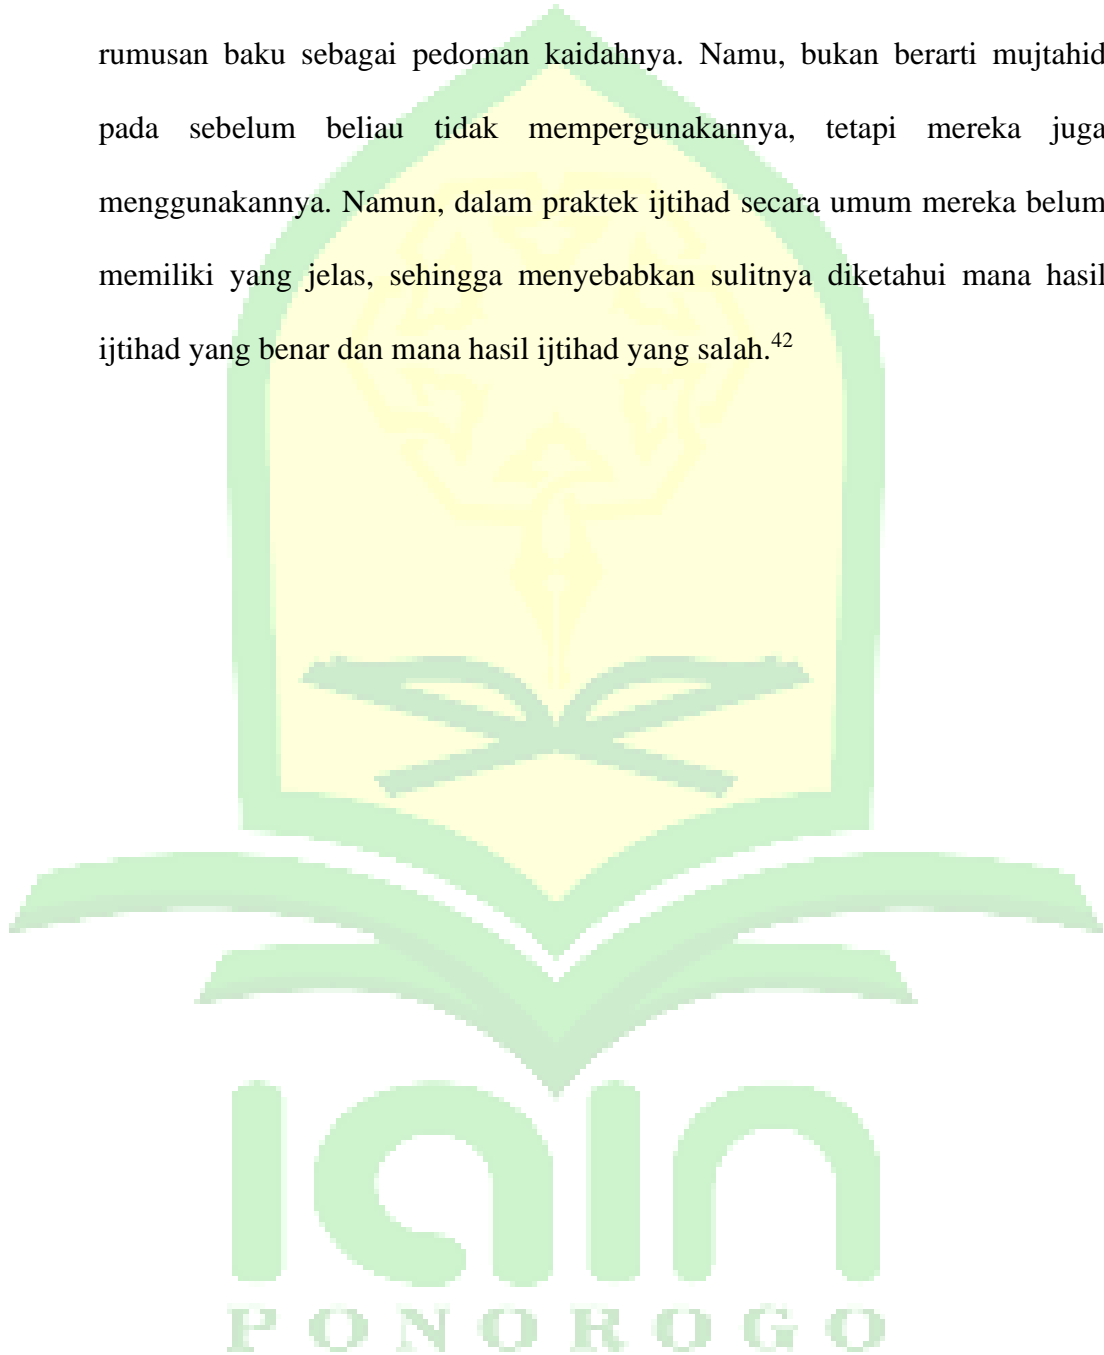 rumusan baku sebagai pedoman kaidahnya. Namu, bukan berarti mujtahid
pada sebelum beliau tidak mempergunakannya, tetapi mereka juga
menggunakannya. Namun, dalam praktek ijtihad secara umum mereka belum
memiliki yang jelas, sehingga menyebabkan sulitnya diketahui mana hasil
ijtihad yang benar dan mana hasil ijtihad yang salah.42
iain
PONOROGO